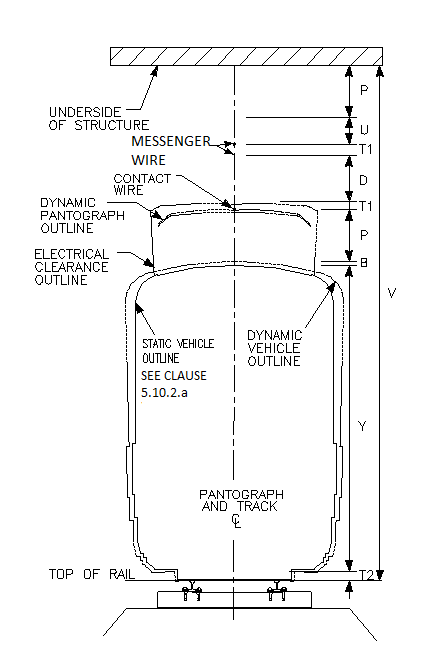 P
UNDERSIDE
OF STRUCTURE
U
MESSENGER
WIRE
T1
CONTACT
WIRE
D
DYNAMIC
PANTOGRAPH
OUTLINE
T1
P
ELECTRICAL
CLEARANCE
OUTLINE
B
V
STATIC VEHICLE
OUTLINE
SEE CLAUSE
5.10.2.a
DYNAMIC
VEHICLE
OUTLINE
Y
PANTOGRAPH
AND TRACK
℄
TOP OF RAIL
T2